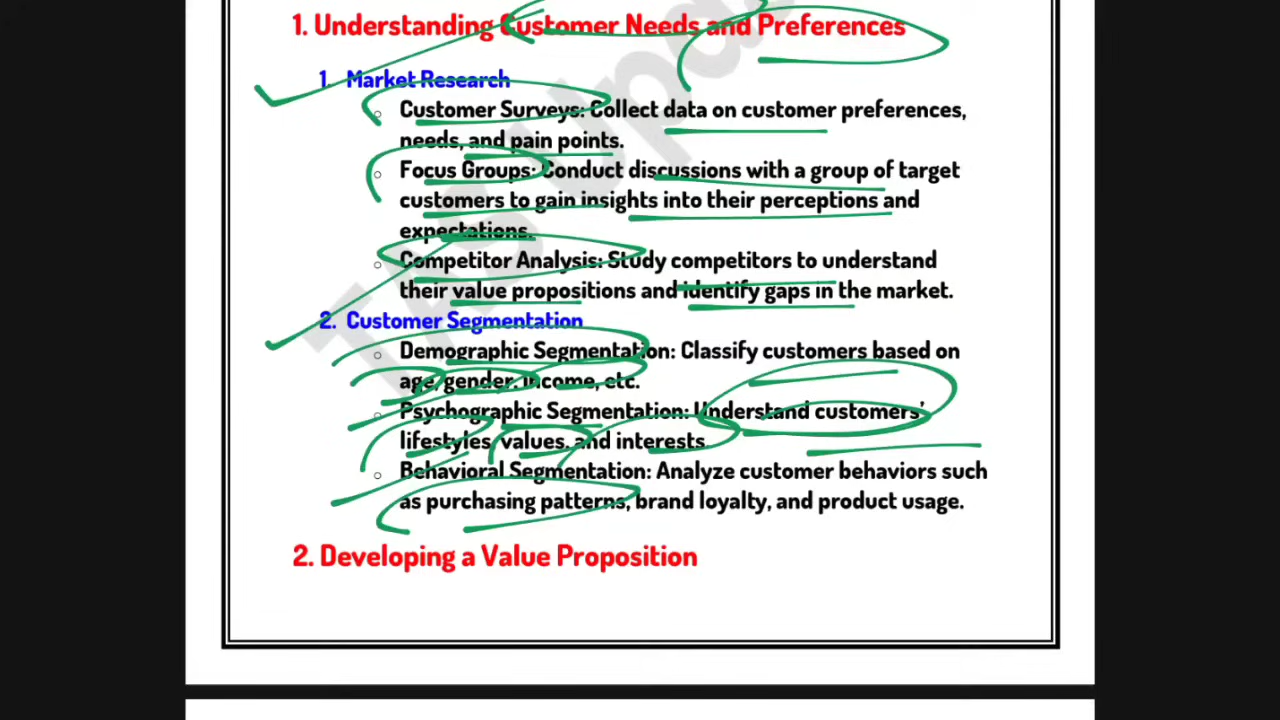 1. Understanding Customer Needs and Preferences
1. Market Research
○ Customer Surveys: Collect data on customer preferences,
needs, and pain points.
○ Focus Groups: Conduct discussions with a group of target
customers to gain insights into their perceptions and
expectations.
○ Competitor Analysis: Study competitors to understand
their value propositions and identify gaps in the market.
2. Customer Segmentation
○ Demographic Segmentation: Classify customers based on
age, gender, income, etc.
○ Psychographic Segmentation: Understand customers’
lifestyles, values, and interests.
○ Behavioral Segmentation: Analyze customer behaviors such
as purchasing patterns, brand loyalty, and product usage.
2. Developing a Value Proposition